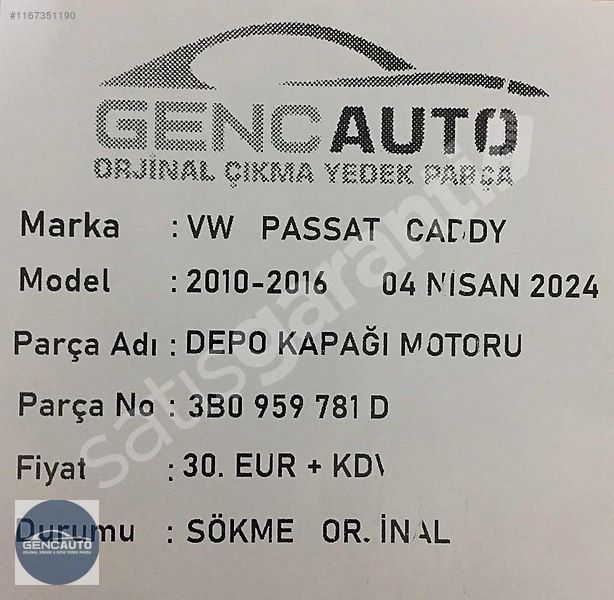 #1167351190
GENCAUTO
ORJİNAL ÇIKMA YEDEK PARÇA
Marka : VW PASSAT CADDY
Model : 2010-2016 04 NİSAN 2024
Parça Adı : DEPO KAPAĞI MOTORU
Parça No : 3B0 959 781 D
Fiyat : 30. EUR + KDV
Durumu : SÖKME OR.İNAL
satisgaranti
GENCAUTO